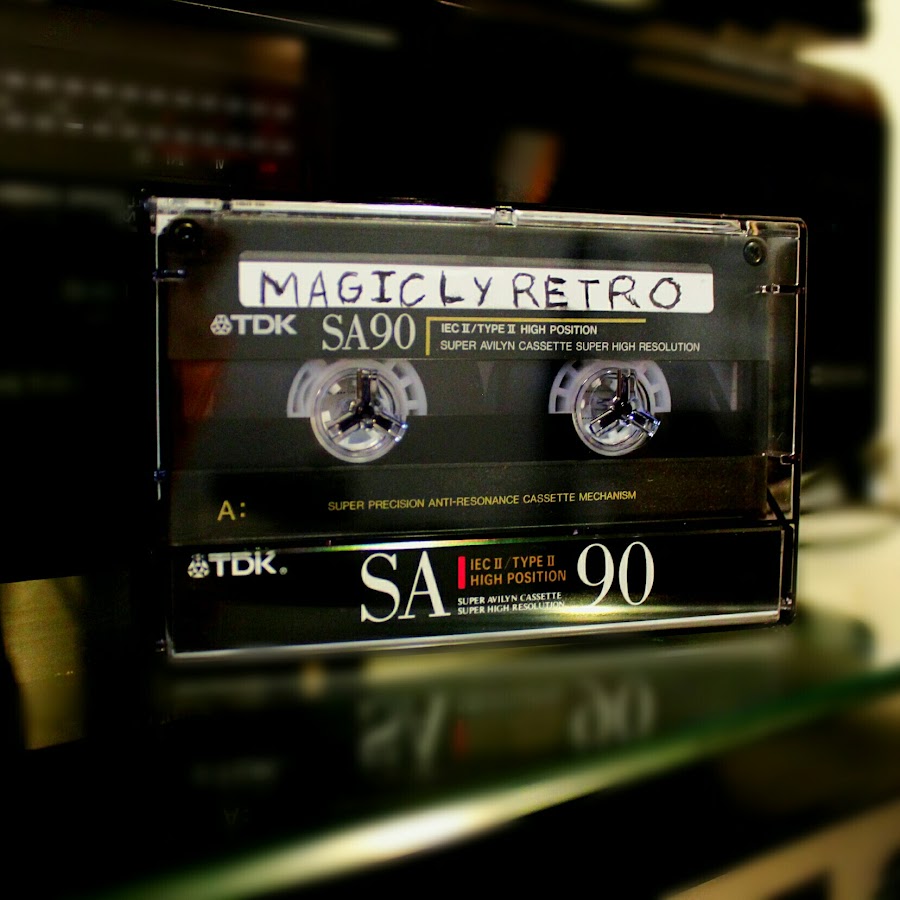 MAGICLY RETRO
TDK SA90 IEC II/TYPE II HIGH POSITION
SUPER AVILYN CASSETTE SUPER HIGH RESOLUTION
A: SUPER PRECISION ANTI-RESONANCE CASSETTE MECHANISM
TDK. SA IEC II/TYPE II 90
HIGH POSITION
SUPER AVILYN CASSETTE
SUPER HIGH RESOLUTION